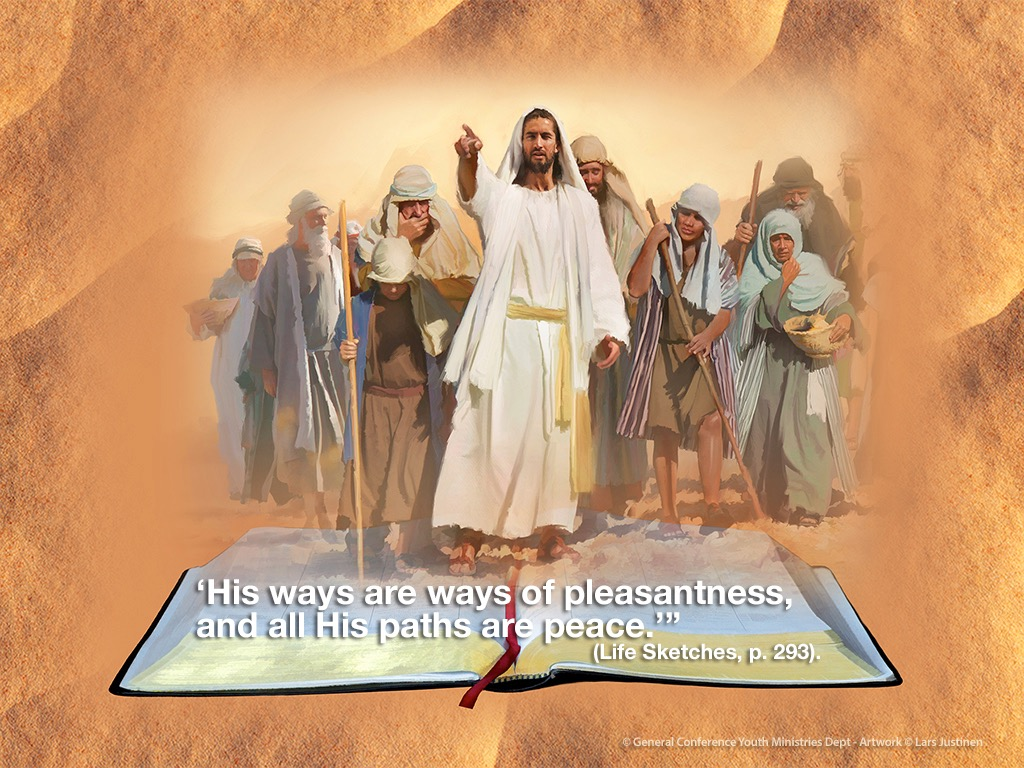 ‘His ways are ways of pleasantness,
and all His paths are peace.’”
(Life Sketches, p. 293).
© General Conference Youth Ministries Dept - Artwork © Lars Justinen